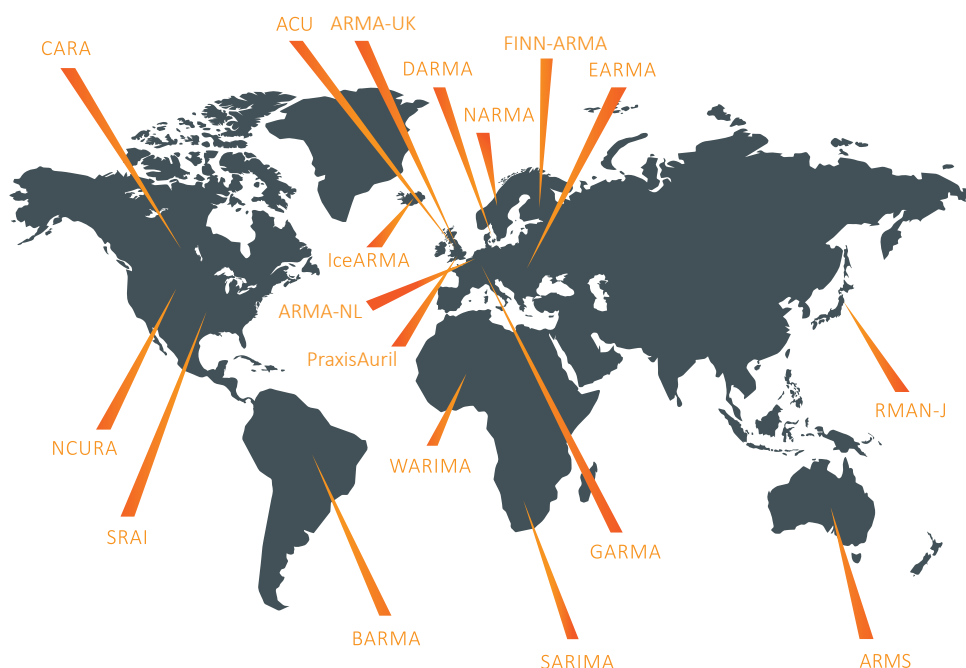 ACU
ARMA-UK
CARA
FINN-ARMA
DARMA
EARMA
NARMA
IceARMA
ARMA-NL
PraxisAuril
RMAN-J
NCURA
WARIMA
SRAI
GARMA
BARMA
SARIMA
ARMS